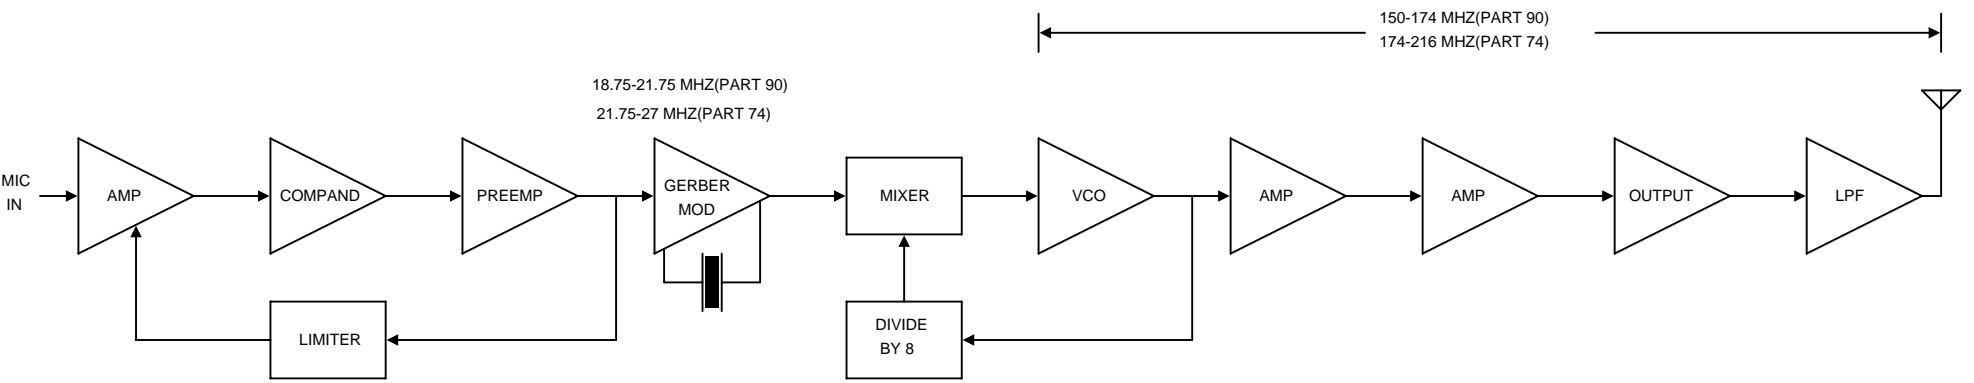 150-174 MHZ(PART 90)
174-216 MHZ(PART 74)
18.75-21.75 MHZ(PART 90)
21.75-27 MHZ(PART 74)
MIC
IN
AMP
COMPAND
PREEMP
GERBER
MOD
MIXER
VCO
AMP
AMP
OUTPUT
LPF
LIMITER
DIVIDE
BY 8